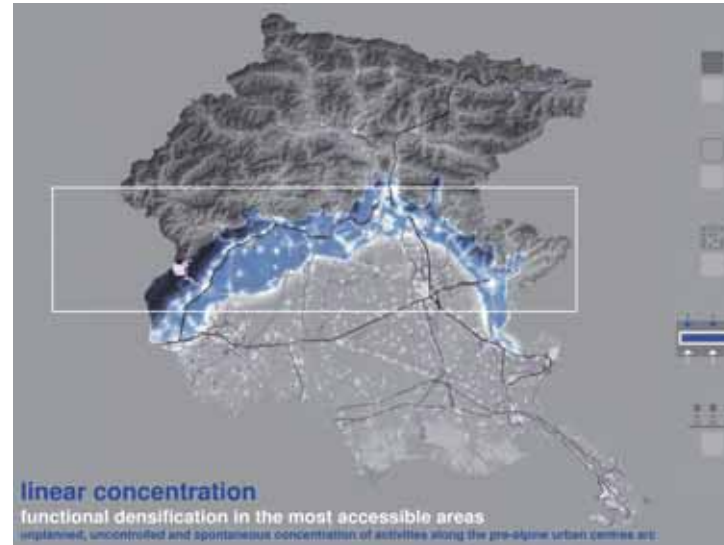 linear concentration
functional densification in the most accessible areas
unplanned, uncontrolled and spontaneous concentration of activities along the pre-alpine urban centres arc